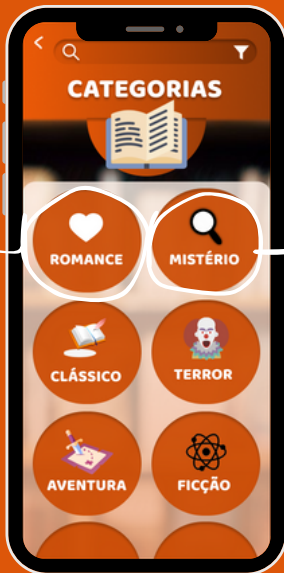 CATEGORIAS
ROMANCE
MISTÉRIO
CLÁSSICO
TERROR
AVENTURA
FICÇÃO